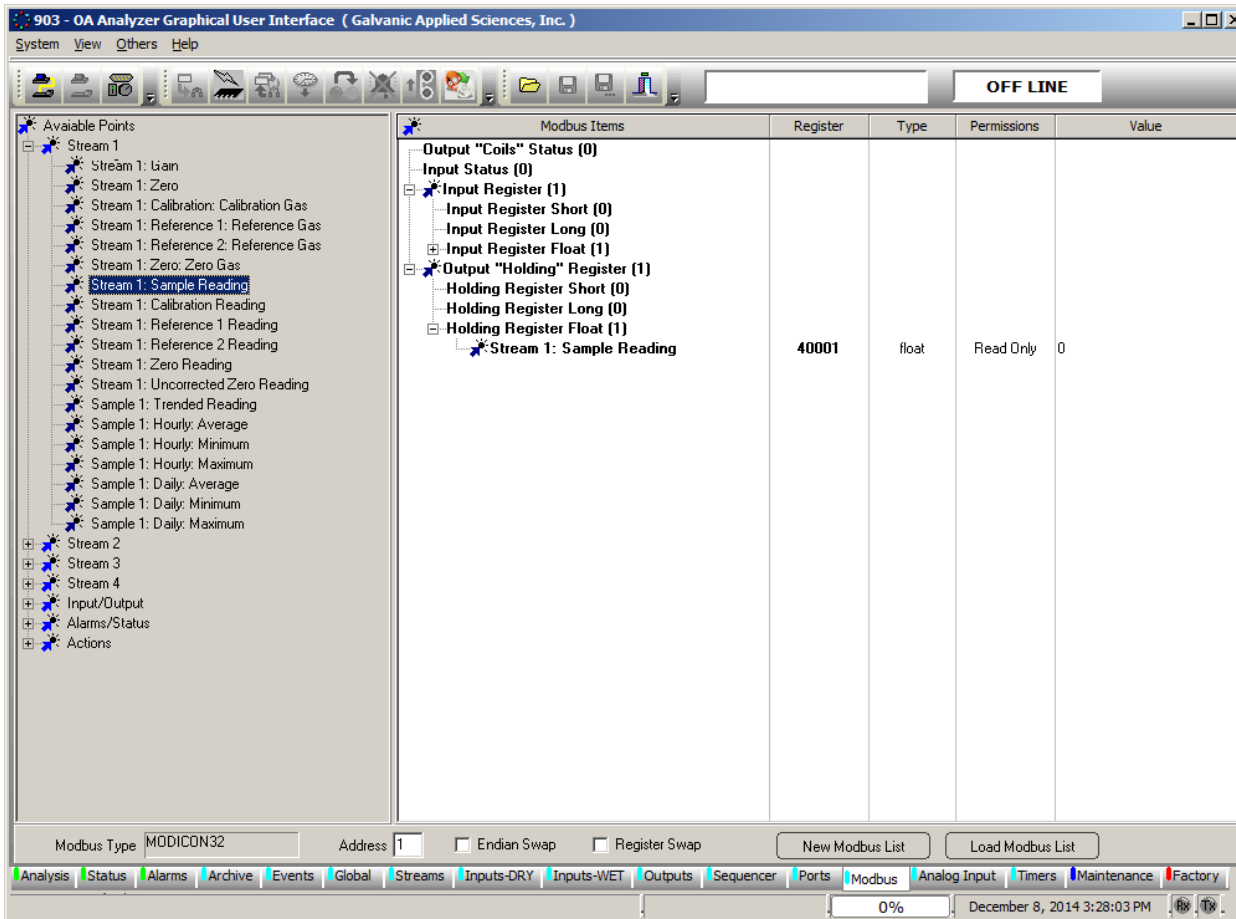 903 - OA Analyzer Graphical User Interface ( Galvanic Applied Sciences, Inc. )
System View Others Help
OFF LINE
Avaiable Points
Stream 1
Stream 1: Gain
Stream 1: Zero
Stream 1: Calibration: Calibration Gas
Stream 1: Reference 1: Reference Gas
Stream 1: Reference 2: Reference Gas
Stream 1: Zero: Zero Gas
Stream 1: Sample Reading
Stream 1: Calibration Reading
Stream 1: Reference 1 Reading
Stream 1: Reference 2 Reading
Stream 1: Zero Reading
Stream 1: Uncorrected Zero Reading
Sample 1: Trended Reading
Sample 1: Hourly: Average
Sample 1: Hourly: Minimum
Sample 1: Hourly: Maximum
Sample 1: Daily: Average
Sample 1: Daily: Minimum
Sample 1: Daily: Maximum
Stream 2
Stream 3
Stream 4
Input/Output
Alarms/Status
Actions
Modbus Items Register Type Permissions Value
Output "Coils" Status (0)
Input Status (0)
Input Register (1)
Input Register Short (0)
Input Register Long (0)
Input Register Float (1)
Output "Holding" Register (1)
Holding Register Short (0)
Holding Register Long (0)
Holding Register Float (1)
Stream 1: Sample Reading 40001 float Read Only 0
Modbus Type MODICON32 Address 1 Endian Swap Register Swap New Modbus List Load Modbus List
Analysis Status Alarms Archive Events Global Streams Inputs-DRY Inputs-WET Outputs Sequencer Ports Modbus Analog Input Timers Maintenance Factory
0% December 8, 2014 3:28:03 PM Rx Tx